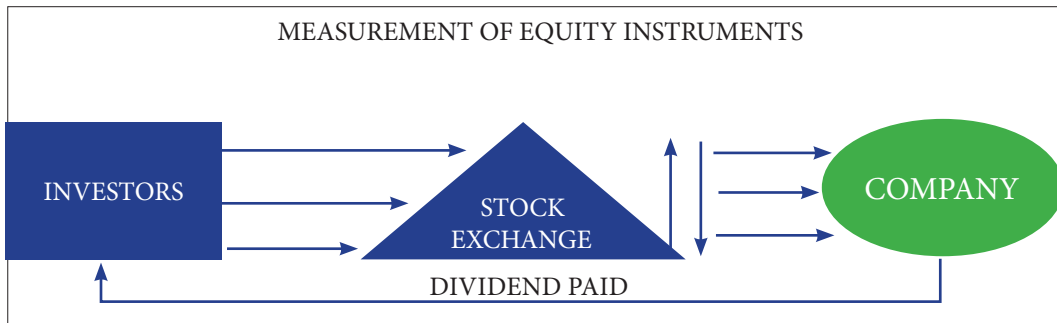 MEASUREMENT OF EQUITY INSTRUMENTS
INVESTORS
STOCK
EXCHANGE
COMPANY
DIVIDEND PAID